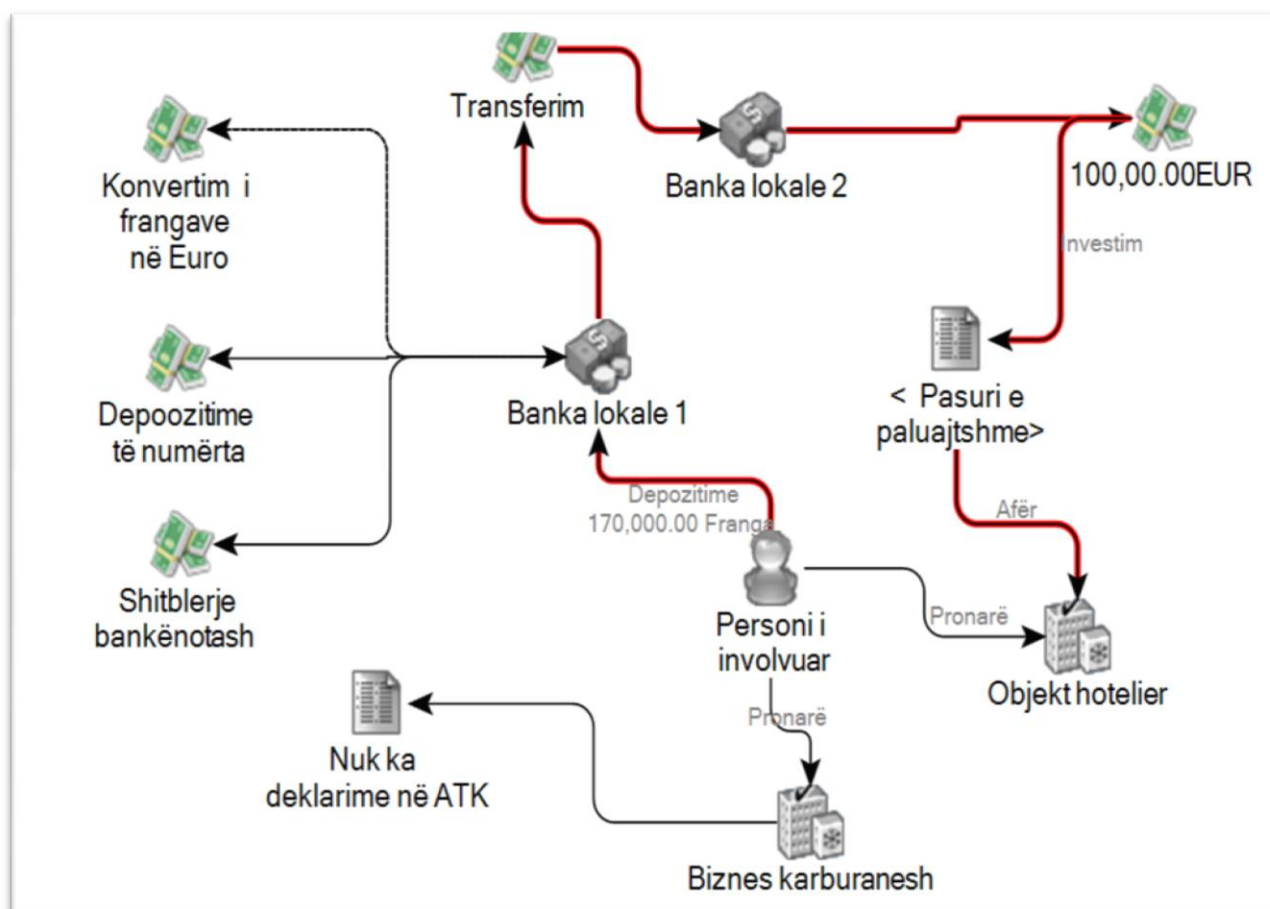 Transferim
Konvertim i
frangave
në Euro
Banka lokale 2
100,00.00EUR
Investim
Depoozitime
të numërta
Banka lokale 1
< Pasuri e
paluajtshme>
Depozitime
170,000.00 Franga
Afër
Shitblerje
bankënotash
Personi i
involvuar
Pronarë
Objekt hotelier
Pronarë
Nuk ka
deklarime në ATK
Biznes karburanesh